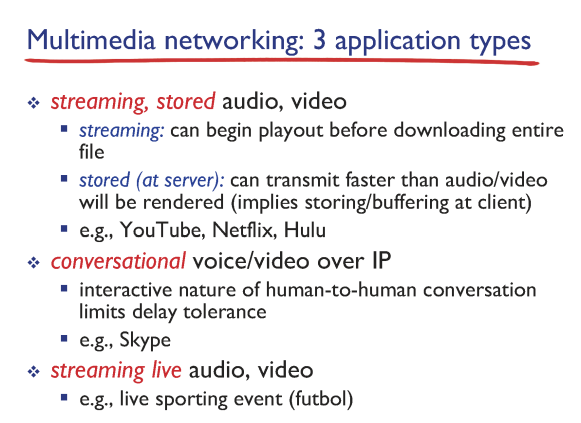 Multimedia networking: 3 application types
❖ streaming, stored audio, video
▪ streaming: can begin playout before downloading entire
file
▪ stored (at server): can transmit faster than audio/video
will be rendered (implies storing/buffering at client)
▪ e.g., YouTube, Netflix, Hulu
❖ conversational voice/video over IP
▪ interactive nature of human-to-human conversation
limits delay tolerance
▪ e.g., Skype
❖ streaming live audio, video
▪ e.g., live sporting event (futbol)